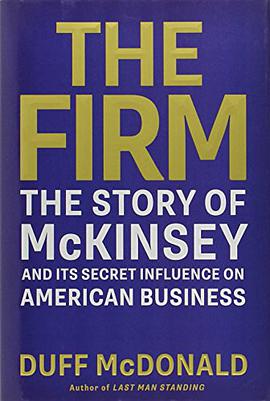 THE
FIRM
THE STORY OF
McKINSEY
AND ITS SECRET INFLUENCE ON
AMERICAN BUSINESS
DUFF McDONALD
Author of LAST MAN STANDING